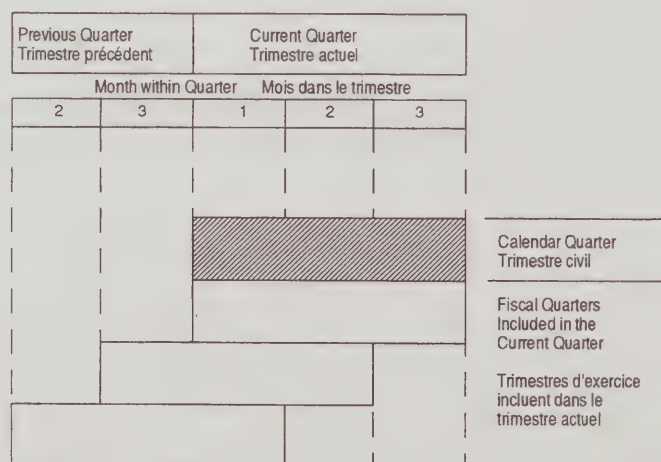 Previous Quarter
Trimestre précédent
Current Quarter
Trimestre actuel
Month within Quarter Mois dans le trimestre
2 3 1 2 3
Calendar Quarter
Trimestre civil
Fiscal Quarters
Included in the
Current Quarter
Trimestres d'exercice
incluent dans le
trimestre actuel